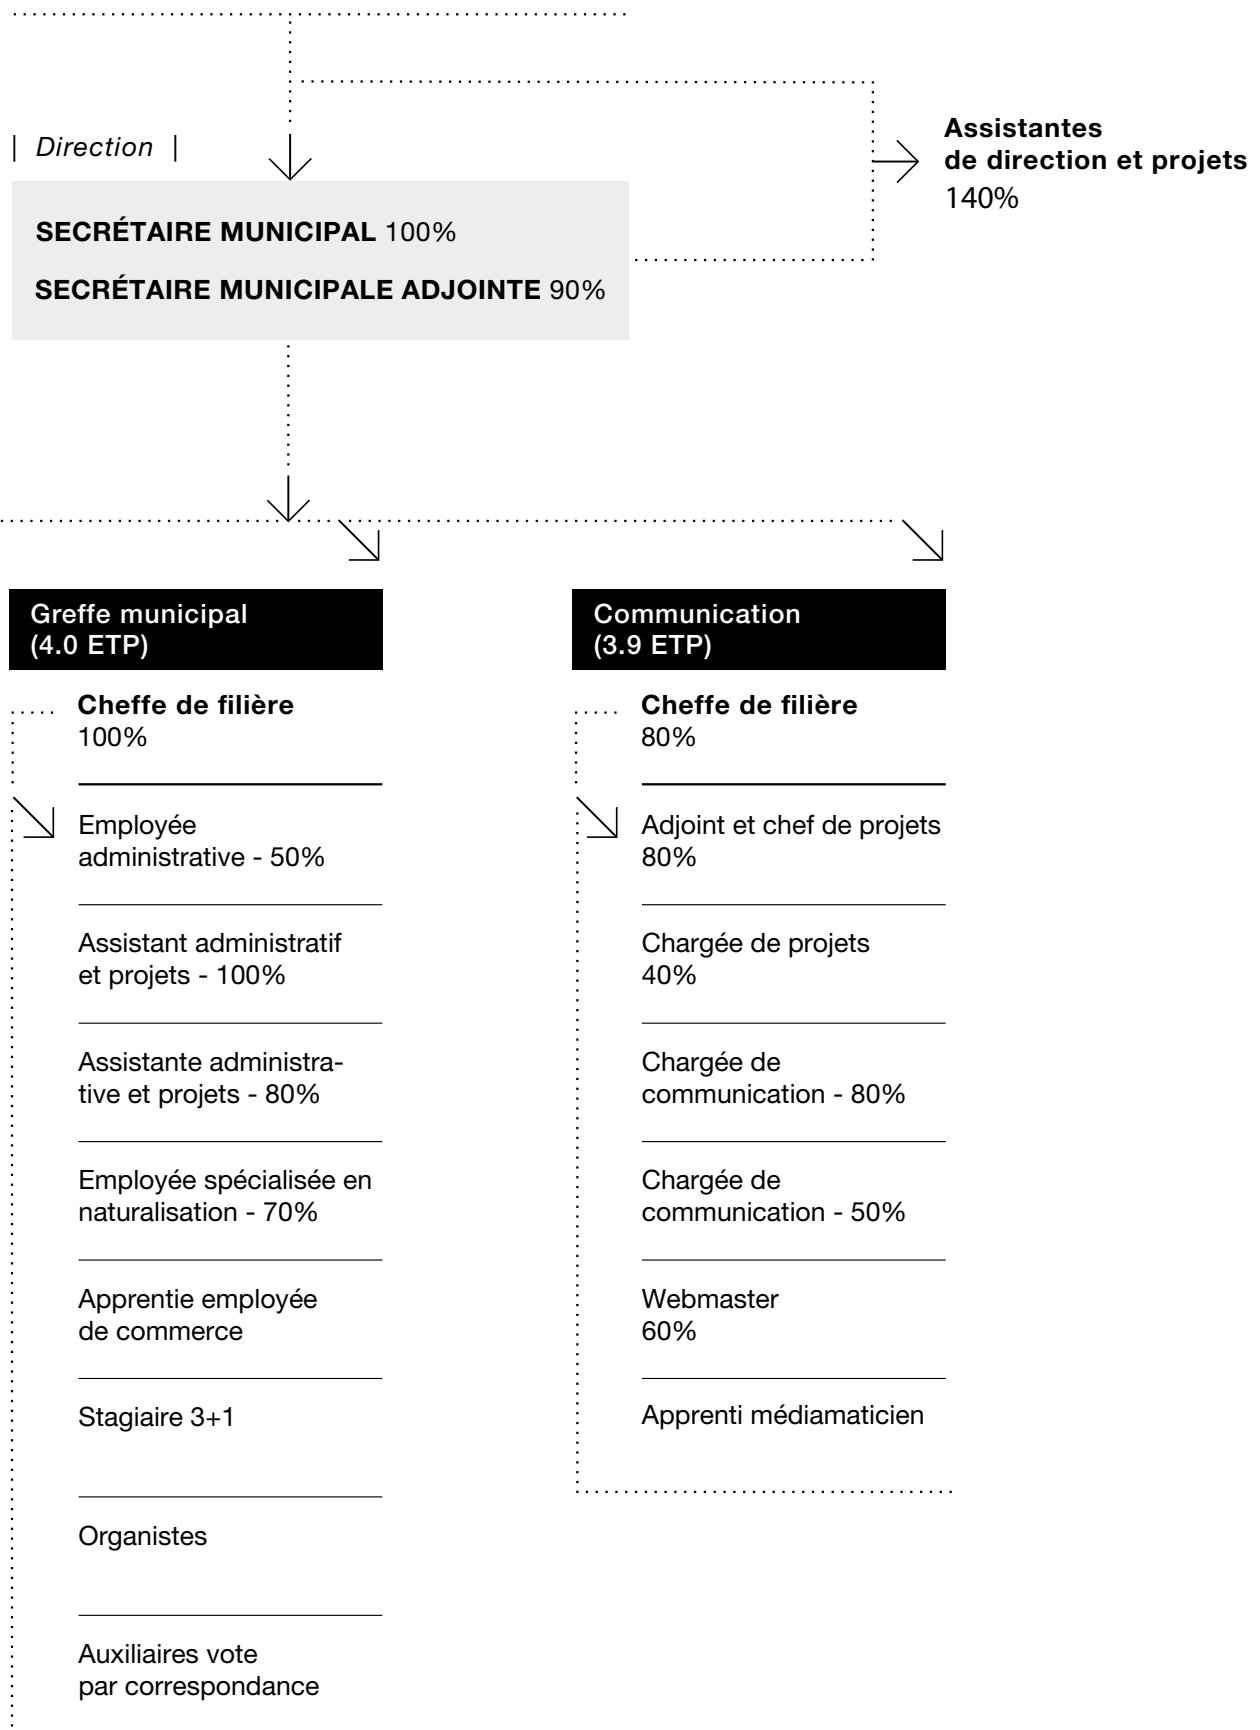 | Direction |
SECRÉTAIRE MUNICIPAL 100%
SECRÉTAIRE MUNICIPALE ADJOINTE 90%
Assistantes
de direction et projets
140%
Greffe municipal
(4.0 ETP)
Cheffe de filière
100%
Employée
administrative - 50%
Assistant administratif
et projets - 100%
Assistante administra-
tive et projets - 80%
Employée spécialisée en
naturalisation - 70%
Apprentie employée
de commerce
Stagiaire 3+1
Organistes
Auxiliaires vote
par correspondance
Communication
(3.9 ETP)
Cheffe de filière
80%
Adjoint et chef de projets
80%
Chargée de projets
40%
Chargée de
communication - 80%
Chargée de
communication - 50%
Webmaster
60%
Apprenti médiamaticien